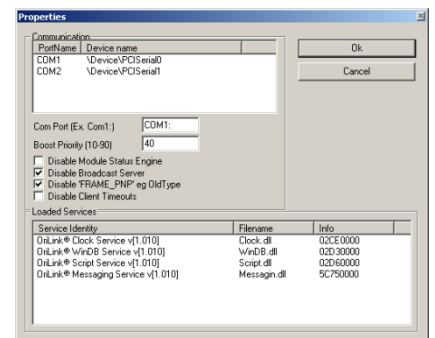 Properties
Communication
PortName Device name
COM1 \Device\PCISerial0
COM2 \Device\PCISerial1
Ok
Cancel
Com Port (Ex. Com1:) COM1:
Boost Priority (10-90) 40
Disable Module Status Engine
Disable Broadcast Server
Disable 'FRAME_PNP' eg OldType
Disable Client Timeouts
Loaded Services
Service Identity Filename Info
OriLink® Clock Service v[1.010] Clock.dll 02CE0000
OriLink® WinDB Service v[1.010] WinDB.dll 02D30000
OriLink® Script Service v[1.010] Script.dll 02D60000
OriLink® Messaging Service v[1.010] Messagin.dll 5C750000